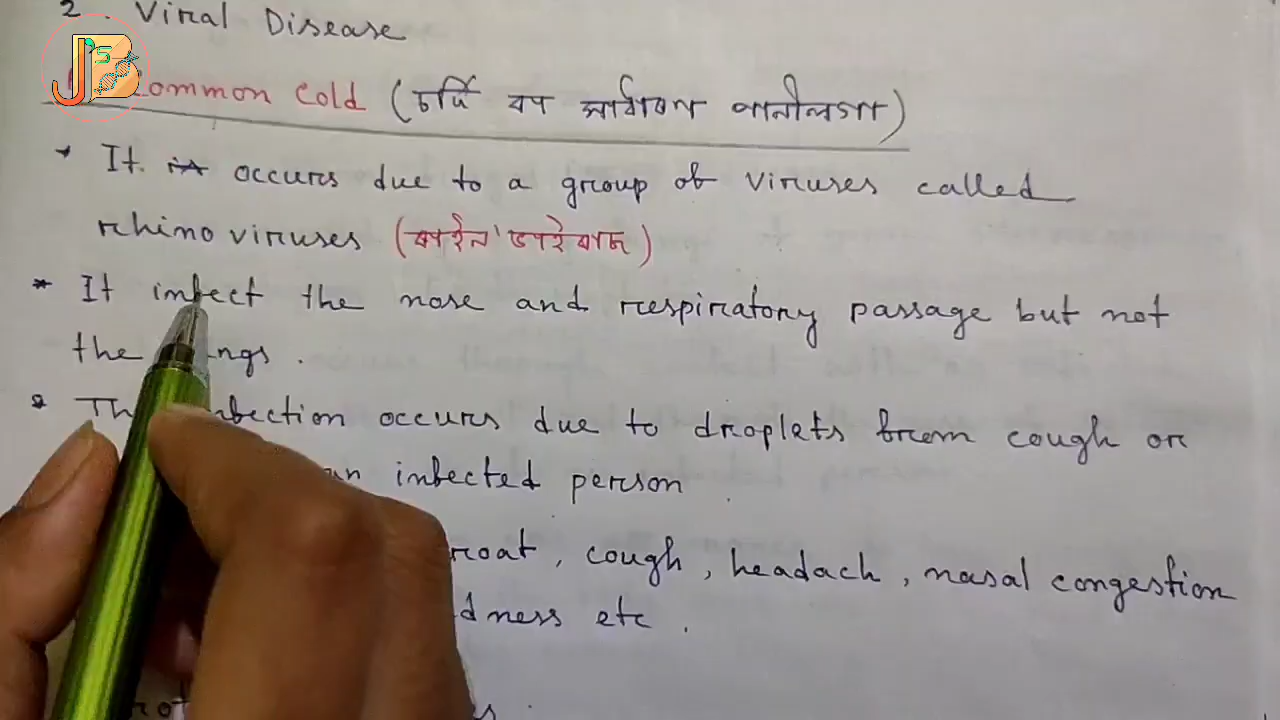 2. Viral Disease
Common Cold (চৰ্দি বা সাধাৰণ পানীলগা)
* It occurs due to a group of viruses called
rhino viruses (ৰাইন' ভাইৰাছ)
* It infect the nose and respiratory passage but not
the ngs .
* infection occurs due to droplets from cough or
an infected person .
roat , cough , headach , nasal congestion
dness etc .